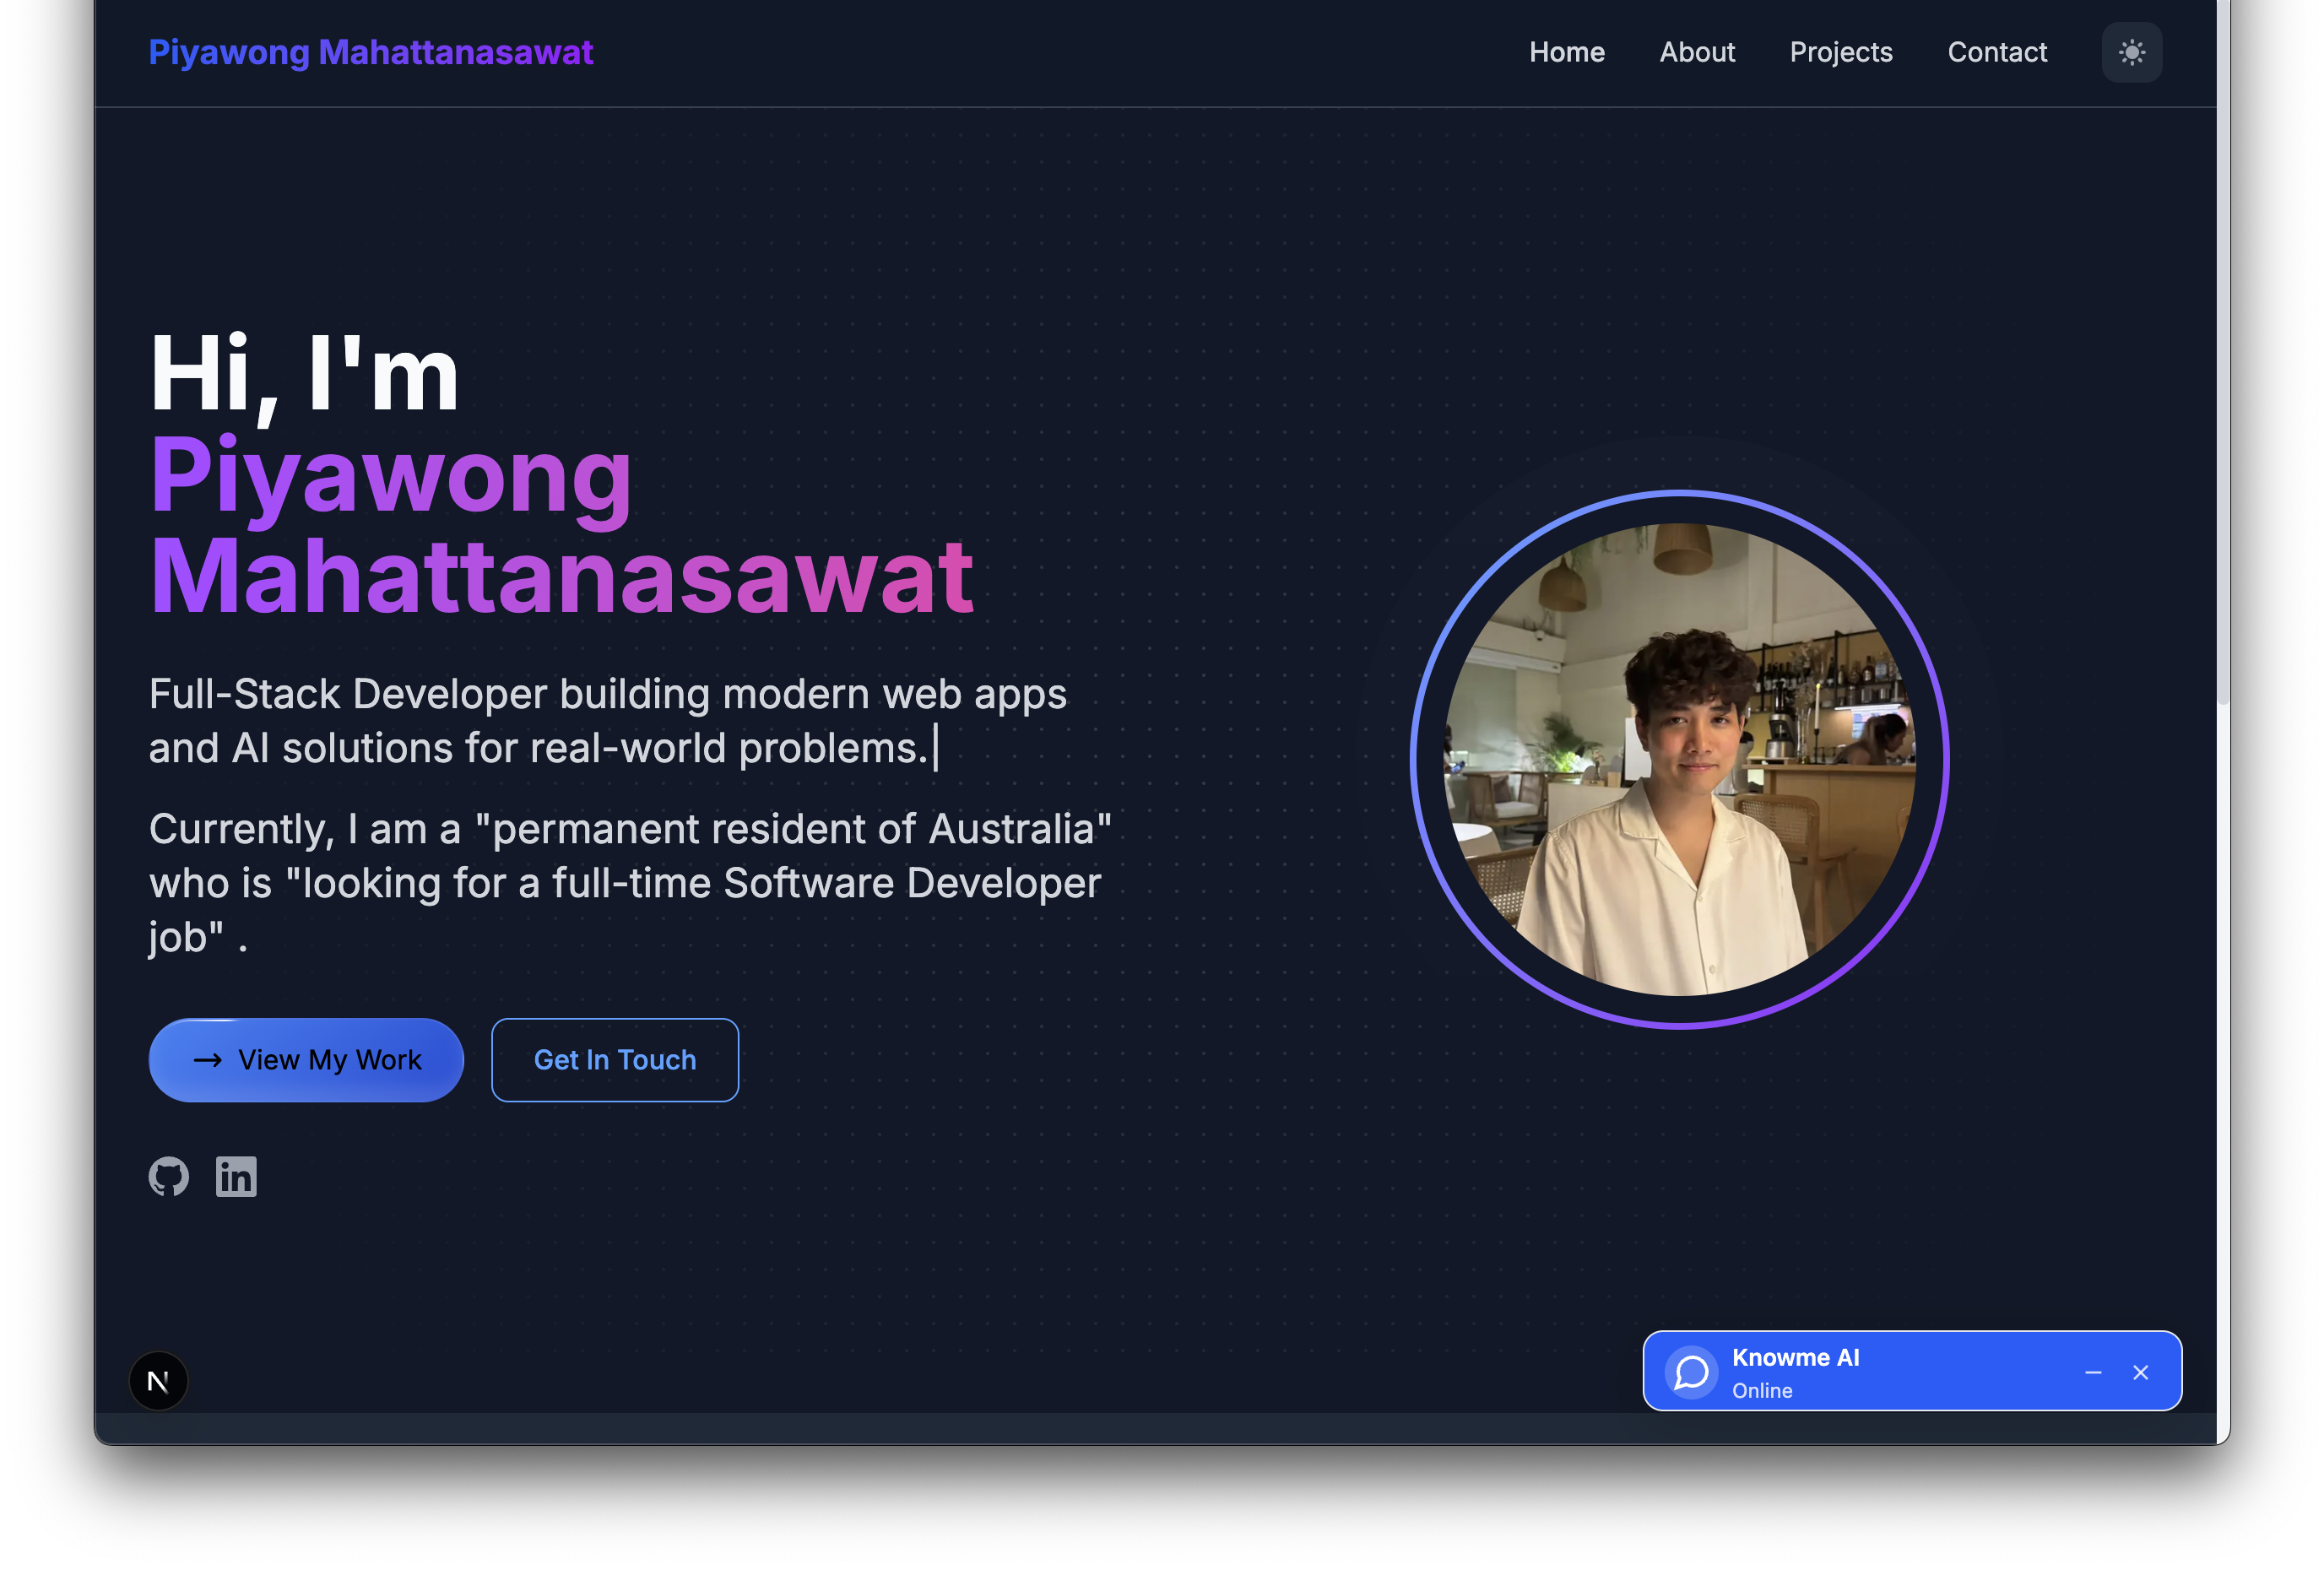 Piyawong Mahattanasawat
Home About Projects Contact
Hi, I'm
Piyawong
Mahattanasawat
Full-Stack Developer building modern web apps
and AI solutions for real-world problems.|
Currently, I am a "permanent resident of Australia"
who is "looking for a full-time Software Developer
job" .
→ View My Work
Get In Touch
in
N
Knowme AI
Online